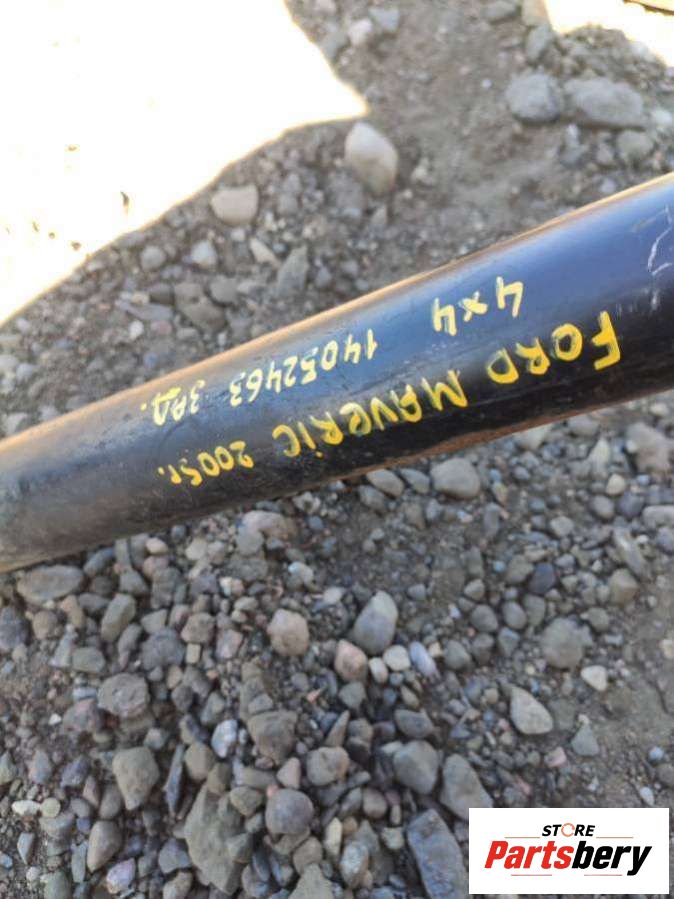 FORD MAVERIC 2005г.
4x4 14052463 ЗАД.
STORE
Partsbery